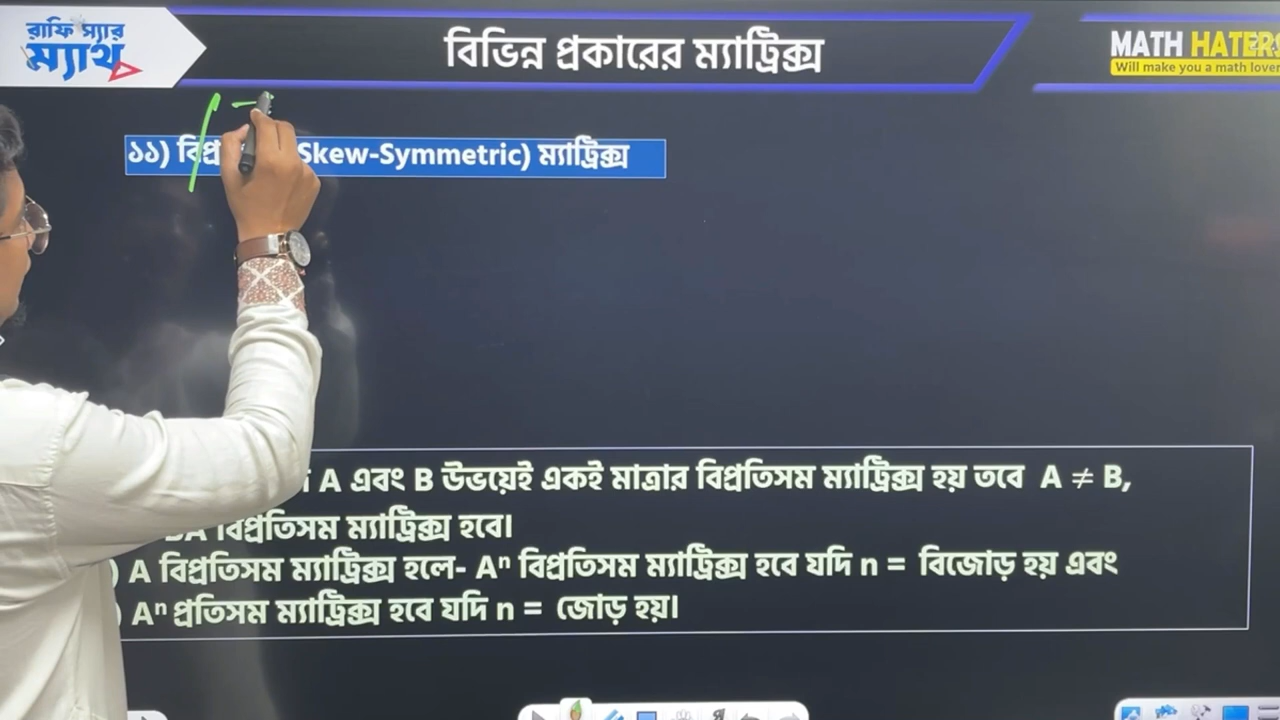 রাফি স্যার
ম্যাথ
বিভিন্ন প্রকারের ম্যাট্রিক্স
MATH HATERS
Will make you a math lover
১১) Skew-Symmetric) ম্যাট্রিক্স
A এবং B উভয়েই একই মাত্রার বিপ্রতিসম ম্যাট্রিক্স হয় তবে A ≠ B,
BA বিপ্রতিসম ম্যাট্রিক্স হবে।
) A বিপ্রতিসম ম্যাট্রিক্স হলে- Aⁿ বিপ্রতিসম ম্যাট্রিক্স হবে যদি n = বিজোড় হয় এবং
) Aⁿ প্রতিসম ম্যাট্রিক্স হবে যদি n = জোড় হয়।